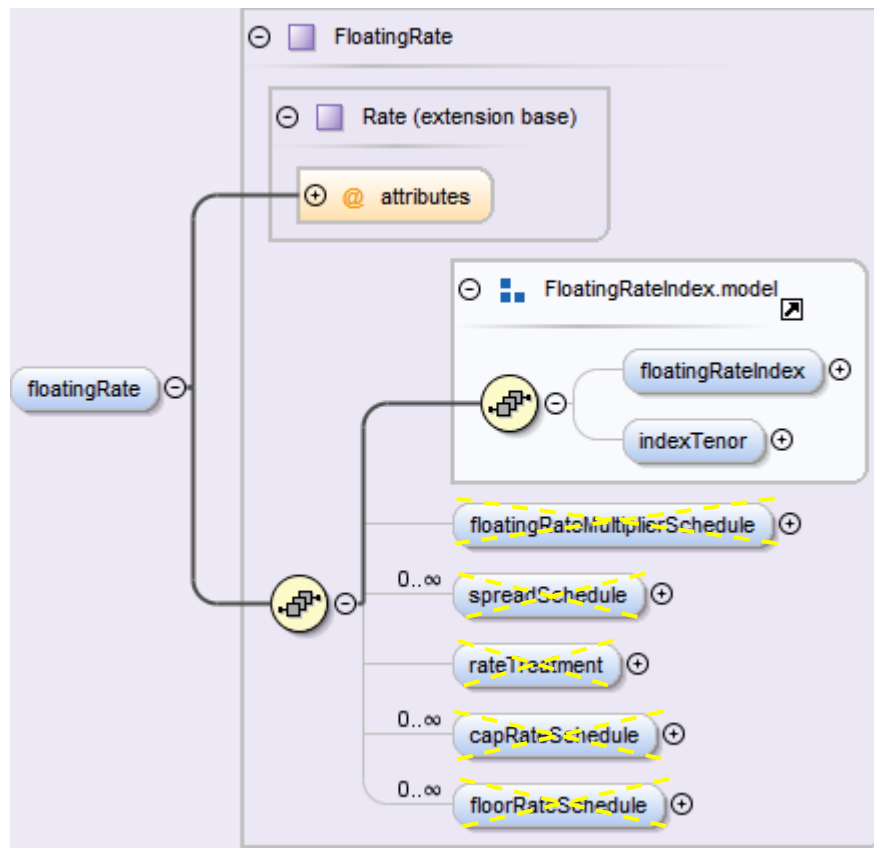 FloatingRate
Rate (extension base)
@ attributes
FloatingRateIndex.model
floatingRateIndex
floatingRate
indexTenor
floatingRateMultiplierSchedule
0..∞
spreadSchedule
rateTreatment
0..∞
capRateSchedule
0..∞
floorRateSchedule